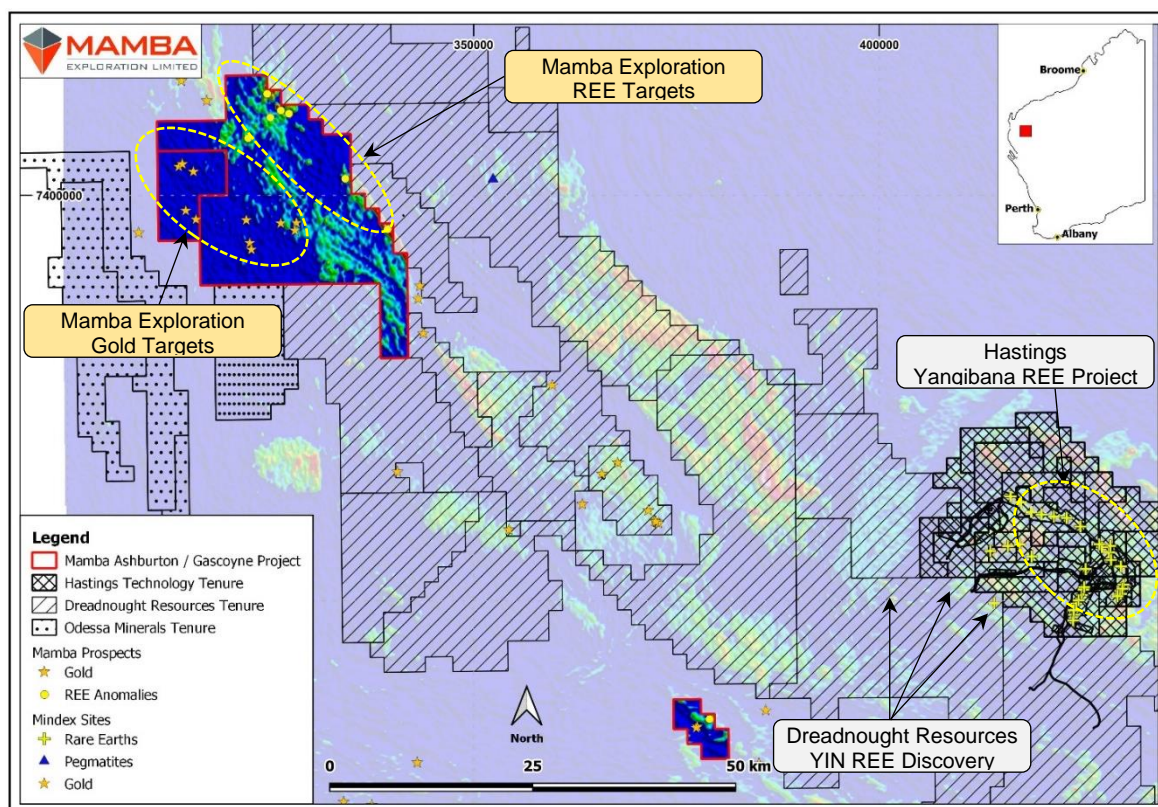 MAMBA
EXPLORATION LIMITED
350000
400000
Mamba Exploration
REE Targets
Broome
Perth
Albany
7400000
Mamba Exploration
Gold Targets
Hastings
Yangibana REE Project
Legend
Mamba Ashburton / Gascoyne Project
Hastings Technology Tenure
Dreadnought Resources Tenure
Odessa Minerals Tenure
Mamba Prospects
Gold
REE Anomalies
Mindex Sites
Rare Earths
Pegmatites
Gold
North
0 25 50 km
Dreadnought Resources
YIN REE Discovery